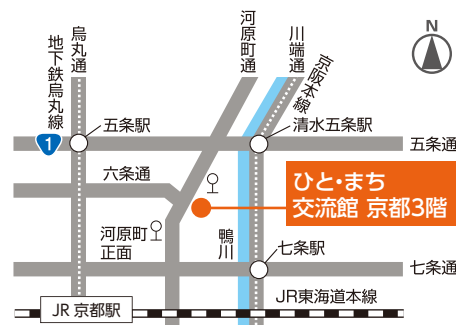 N
地下鉄烏丸線
烏丸通
河原町通
川端通
京阪本線
1
五条駅
清水五条駅
五条通
六条通
ひと・まち
交流館 京都3階
河原町
正面
鴨川
七条駅
七条通
JR東海道本線
JR 京都駅